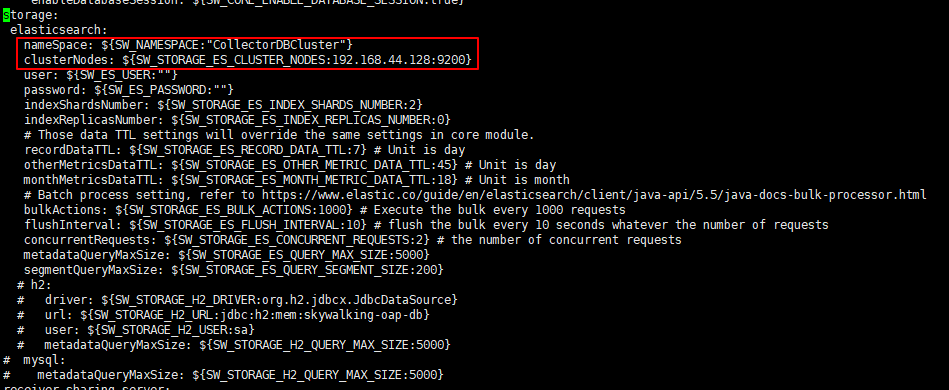 enableDatabaseSession: ${SW_CORE_ENABLE_DATABASE_SESSION:true}
storage:
elasticsearch:
nameSpace: ${SW_NAMESPACE:"CollectorDBCluster"}
clusterNodes: ${SW_STORAGE_ES_CLUSTER_NODES:192.168.44.128:9200}
user: ${SW_ES_USER:""}
password: ${SW_ES_PASSWORD:""}
indexShardsNumber: ${SW_STORAGE_ES_INDEX_SHARDS_NUMBER:2}
indexReplicasNumber: ${SW_STORAGE_ES_INDEX_REPLICAS_NUMBER:0}
# Those data TTL settings will override the same settings in core module.
recordDataTTL: ${SW_STORAGE_ES_RECORD_DATA_TTL:7} # Unit is day
otherMetricsDataTTL: ${SW_STORAGE_ES_OTHER_METRIC_DATA_TTL:45} # Unit is day
monthMetricsDataTTL: ${SW_STORAGE_ES_MONTH_METRIC_DATA_TTL:18} # Unit is month
# Batch process setting, refer to https://www.elastic.co/guide/en/elasticsearch/client/java-api/5.5/java-docs-bulk-processor.html
bulkActions: ${SW_STORAGE_ES_BULK_ACTIONS:1000} # Execute the bulk every 1000 requests
flushInterval: ${SW_STORAGE_ES_FLUSH_INTERVAL:10} # flush the bulk every 10 seconds whatever the number of requests
concurrentRequests: ${SW_STORAGE_ES_CONCURRENT_REQUESTS:2} # the number of concurrent requests
metadataQueryMaxSize: ${SW_STORAGE_ES_QUERY_MAX_SIZE:5000}
segmentQueryMaxSize: ${SW_STORAGE_ES_QUERY_SEGMENT_SIZE:200}
# h2:
# driver: ${SW_STORAGE_H2_DRIVER:org.h2.jdbcx.JdbcDataSource}
# url: ${SW_STORAGE_H2_URL:jdbc:h2:mem:skywalking-oap-db}
# user: ${SW_STORAGE_H2_USER:sa}
# metadataQueryMaxSize: ${SW_STORAGE_H2_QUERY_MAX_SIZE:5000}
# mysql:
# metadataQueryMaxSize: ${SW_STORAGE_H2_QUERY_MAX_SIZE:5000}
receiver-sharing-server: